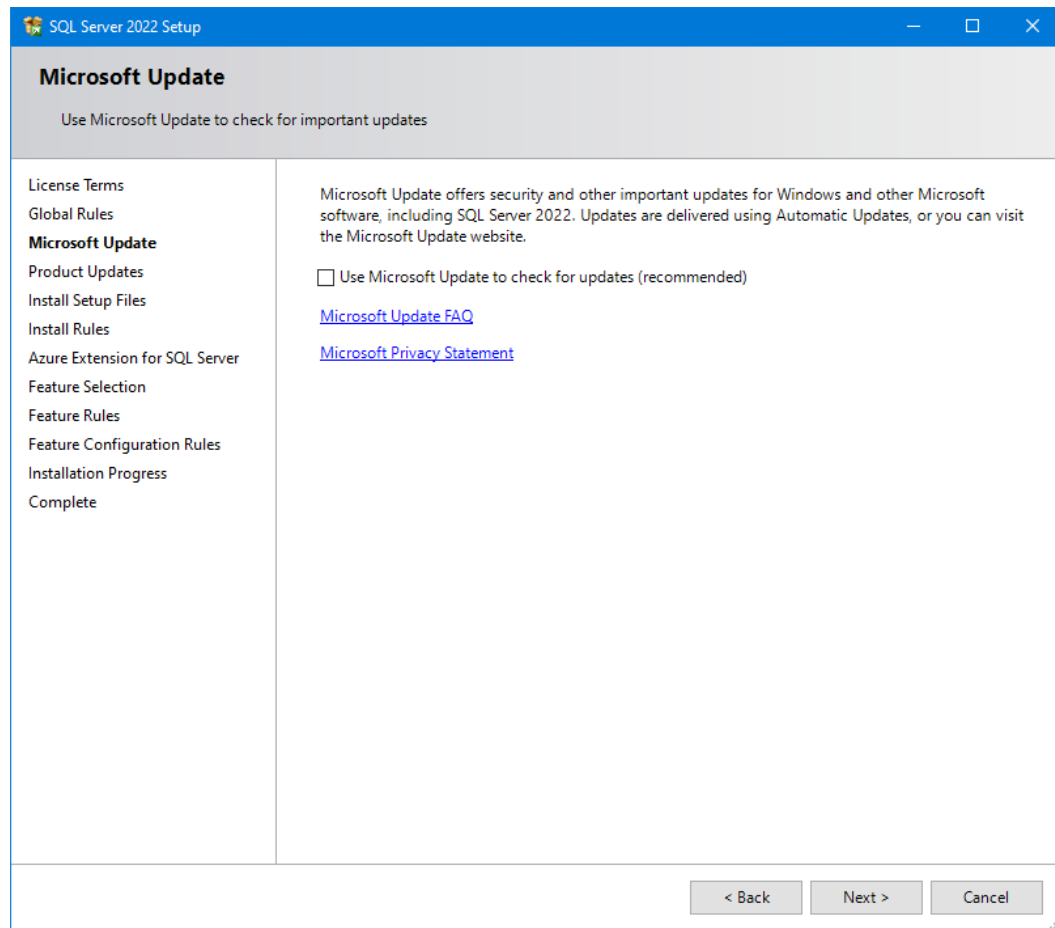 SQL Server 2022 Setup
Microsoft Update
Use Microsoft Update to check for important updates
License Terms
Global Rules
Microsoft Update
Product Updates
Install Setup Files
Install Rules
Azure Extension for SQL Server
Feature Selection
Feature Rules
Feature Configuration Rules
Installation Progress
Complete
Microsoft Update offers security and other important updates for Windows and other Microsoft
software, including SQL Server 2022. Updates are delivered using Automatic Updates, or you can visit
the Microsoft Update website.
Use Microsoft Update to check for updates (recommended)
Microsoft Update FAQ
Microsoft Privacy Statement
< Back
Next >
Cancel